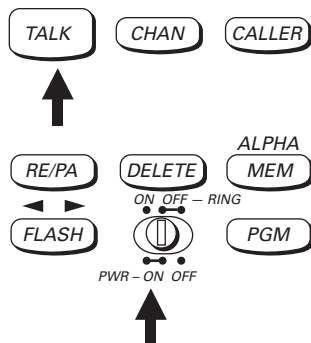 TALK CHAN CALLER
ALPHA
RE/PA DELETE MEM
ON OFF – RING
FLASH PGM
PWR – ON OFF